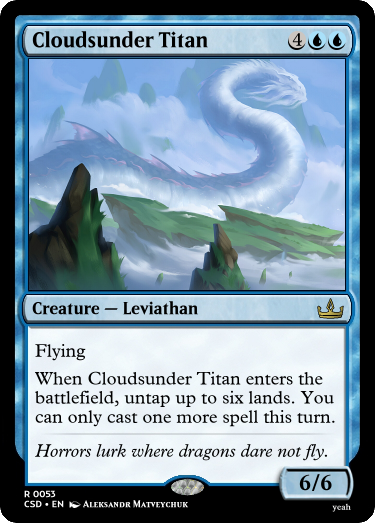 Cloudsunder Titan 4
Creature — Leviathan
Flying
When Cloudsunder Titan enters the
battlefield, untap up to six lands. You
can only cast one more spell this turn.
Horrors lurk where dragons dare not fly.
6/6
R 0053
CSD • EN Aleksandr Matveychuk
yeah